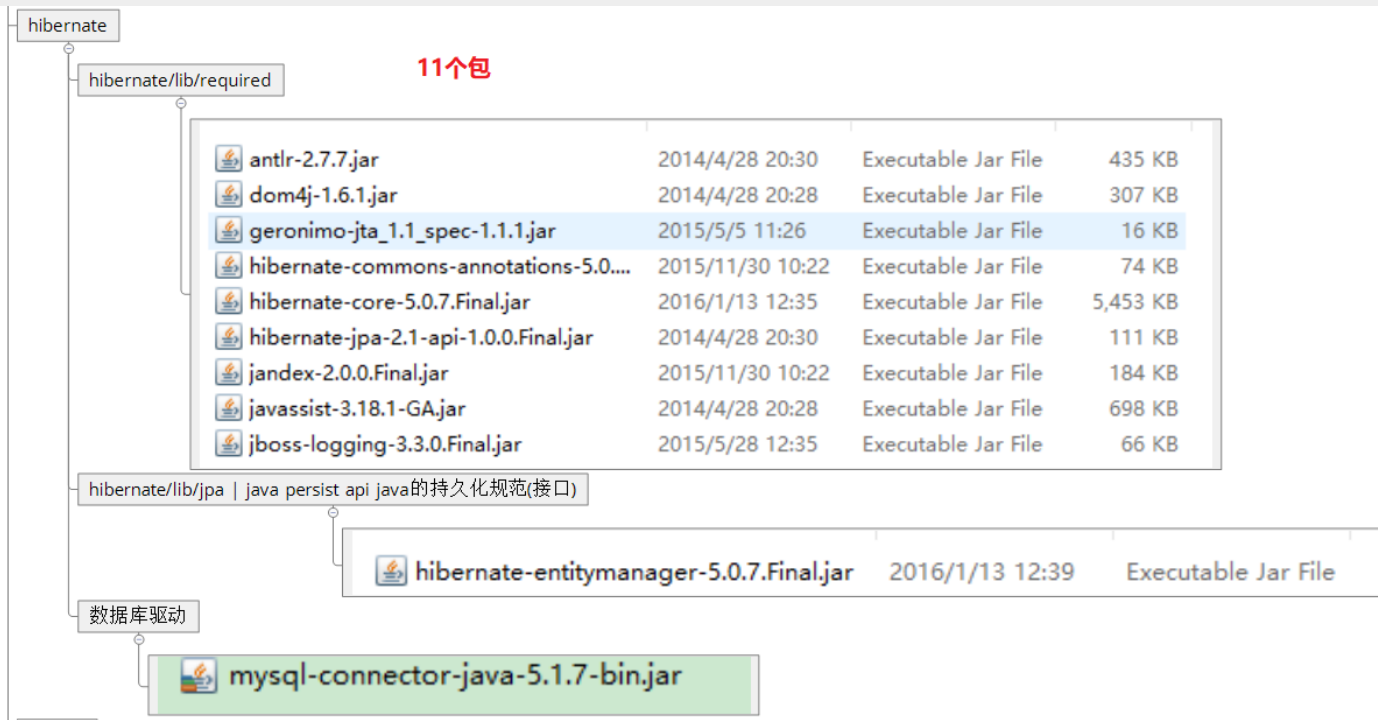 hibernate
hibernate/lib/required
11个包
antlr-2.7.7.jar 2014/4/28 20:30 Executable Jar File 435 KB
dom4j-1.6.1.jar 2014/4/28 20:28 Executable Jar File 307 KB
geronimo-jta_1.1_spec-1.1.1.jar 2015/5/5 11:26 Executable Jar File 16 KB
hibernate-commons-annotations-5.0.... 2015/11/30 10:22 Executable Jar File 74 KB
hibernate-core-5.0.7.Final.jar 2016/1/13 12:35 Executable Jar File 5,453 KB
hibernate-jpa-2.1-api-1.0.0.Final.jar 2014/4/28 20:30 Executable Jar File 111 KB
jandex-2.0.0.Final.jar 2015/11/30 10:22 Executable Jar File 184 KB
javassist-3.18.1-GA.jar 2014/4/28 20:28 Executable Jar File 698 KB
jboss-logging-3.3.0.Final.jar 2015/5/28 12:35 Executable Jar File 66 KB
hibernate/lib/jpa | java persist api java的持久化规范(接口)
hibernate-entitymanager-5.0.7.Final.jar 2016/1/13 12:39 Executable Jar File
数据库驱动
mysql-connector-java-5.1.7-bin.jar